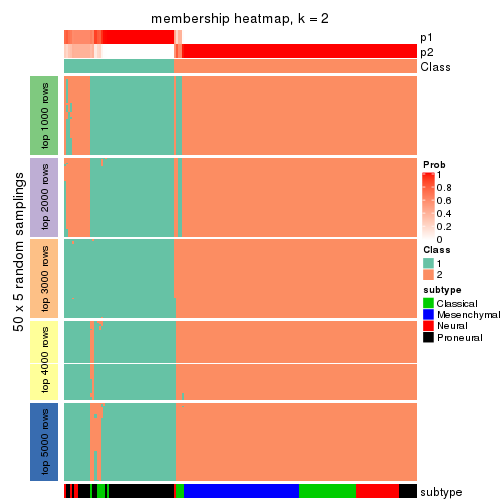 membership heatmap, k = 2
p1
p2
Class
50 x 5 random samplings
top 1000 rows
top 2000 rows
top 3000 rows
top 4000 rows
top 5000 rows
Prob
1
0.8
0.6
0.4
0.2
0
Class
1
2
subtype
Classical
Mesenchymal
Neural
Proneural
subtype